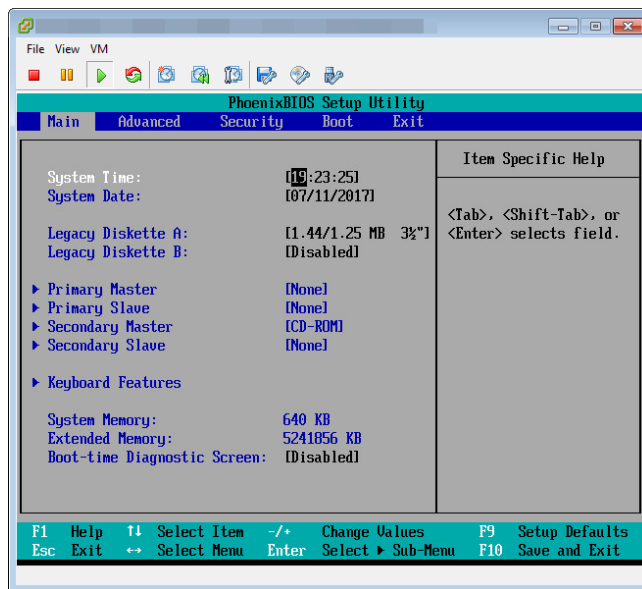 File View VM
PhoenixBIOS Setup Utility
Main Advanced Security Boot Exit
Item Specific Help
System Time: [19:23:25]
System Date: [07/11/2017]
<Tab>, <Shift-Tab>, or
Legacy Diskette A: [1.44/1.25 MB 3½"]
<Enter> selects field.
Legacy Diskette B: [Disabled]
▶ Primary Master [None]
▶ Primary Slave [None]
▶ Secondary Master [CD-ROM]
▶ Secondary Slave [None]
▶ Keyboard Features
System Memory: 640 KB
Extended Memory: 5241856 KB
Boot-time Diagnostic Screen: [Disabled]
F1 Help ↑↓ Select Item -/+ Change Values F9 Setup Defaults
Esc Exit ↔ Select Menu Enter Select ▶ Sub-Menu F10 Save and Exit